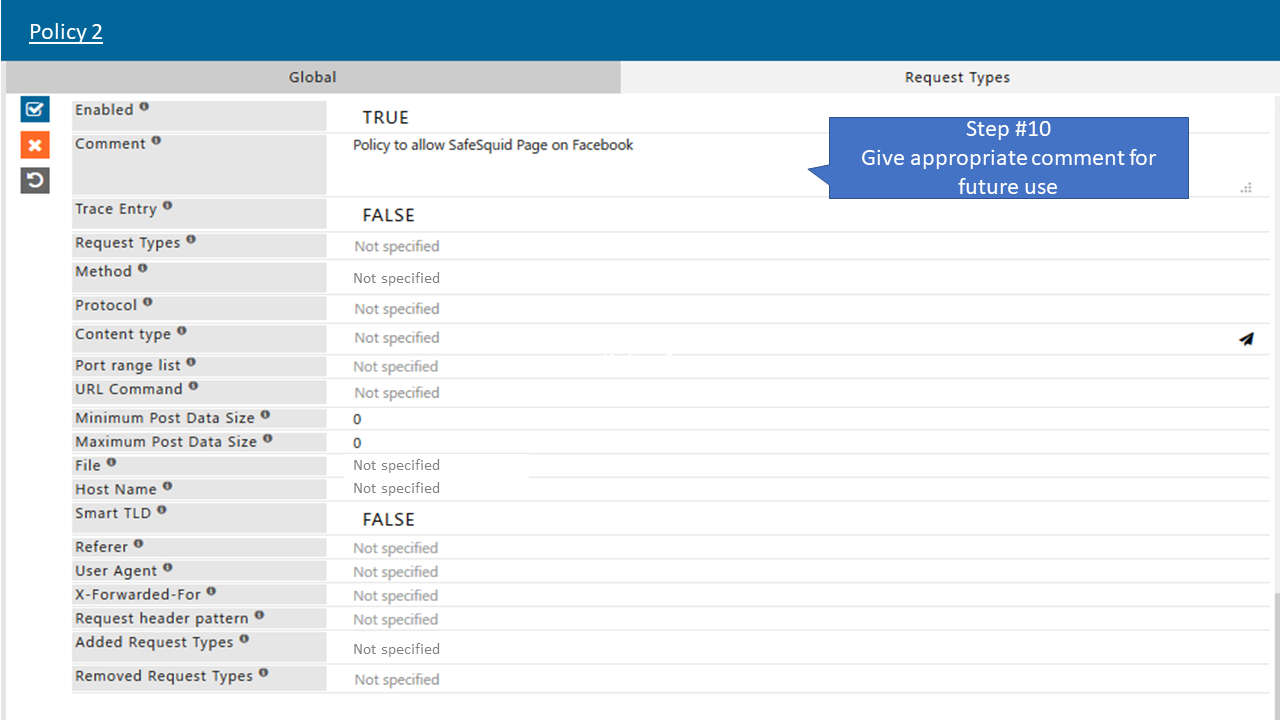 Policy 2
Global
Request Types
Enabled
TRUE
Comment
Policy to allow SafeSquid Page on Facebook
Step #10
Give appropriate comment for
future use
Trace Entry
FALSE
Request Types
Not specified
Method
Not specified
Protocol
Not specified
Content type
Not specified
Port range list
Not specified
URL Command
Not specified
Minimum Post Data Size
0
Maximum Post Data Size
0
File
Not specified
Host Name
Not specified
Smart TLD
FALSE
Referer
Not specified
User Agent
Not specified
X-Forwarded-For
Not specified
Request header pattern
Not specified
Added Request Types
Not specified
Removed Request Types
Not specified